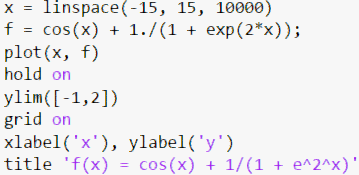 x = linspace(-15, 15, 10000)
f = cos(x) + 1./(1 + exp(2*x));
plot(x, f)
hold on
ylim([-1,2])
grid on
xlabel('x'), ylabel('y')
title 'f(x) = cos(x) + 1/(1 + e^2^x)'